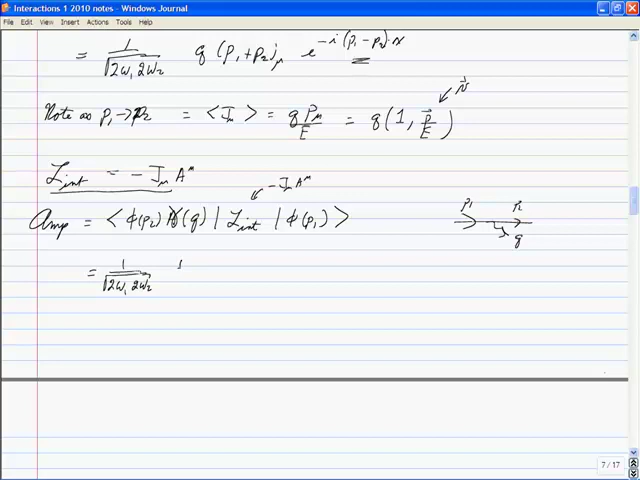 Interactions 1 2010 notes - Windows Journal
File Edit View Insert Actions Tools Help
= 1/√(2ω₁ 2ω₂) q (p₁ + p₂)_μ e^{-i(p₁ - p₂)·x}
Note as p₁ → p₂ = <J_μ> = q p_μ/E = q(1, p⃗/E) v⃗
L_int = - J_μ A^μ
- J_μ A^μ
Amp = < φ(p₂) γ(q) | L_int | φ(p₁) >
p₁ p₂ q
= 1/√(2ω₁ 2ω₂) 1
7 / 17